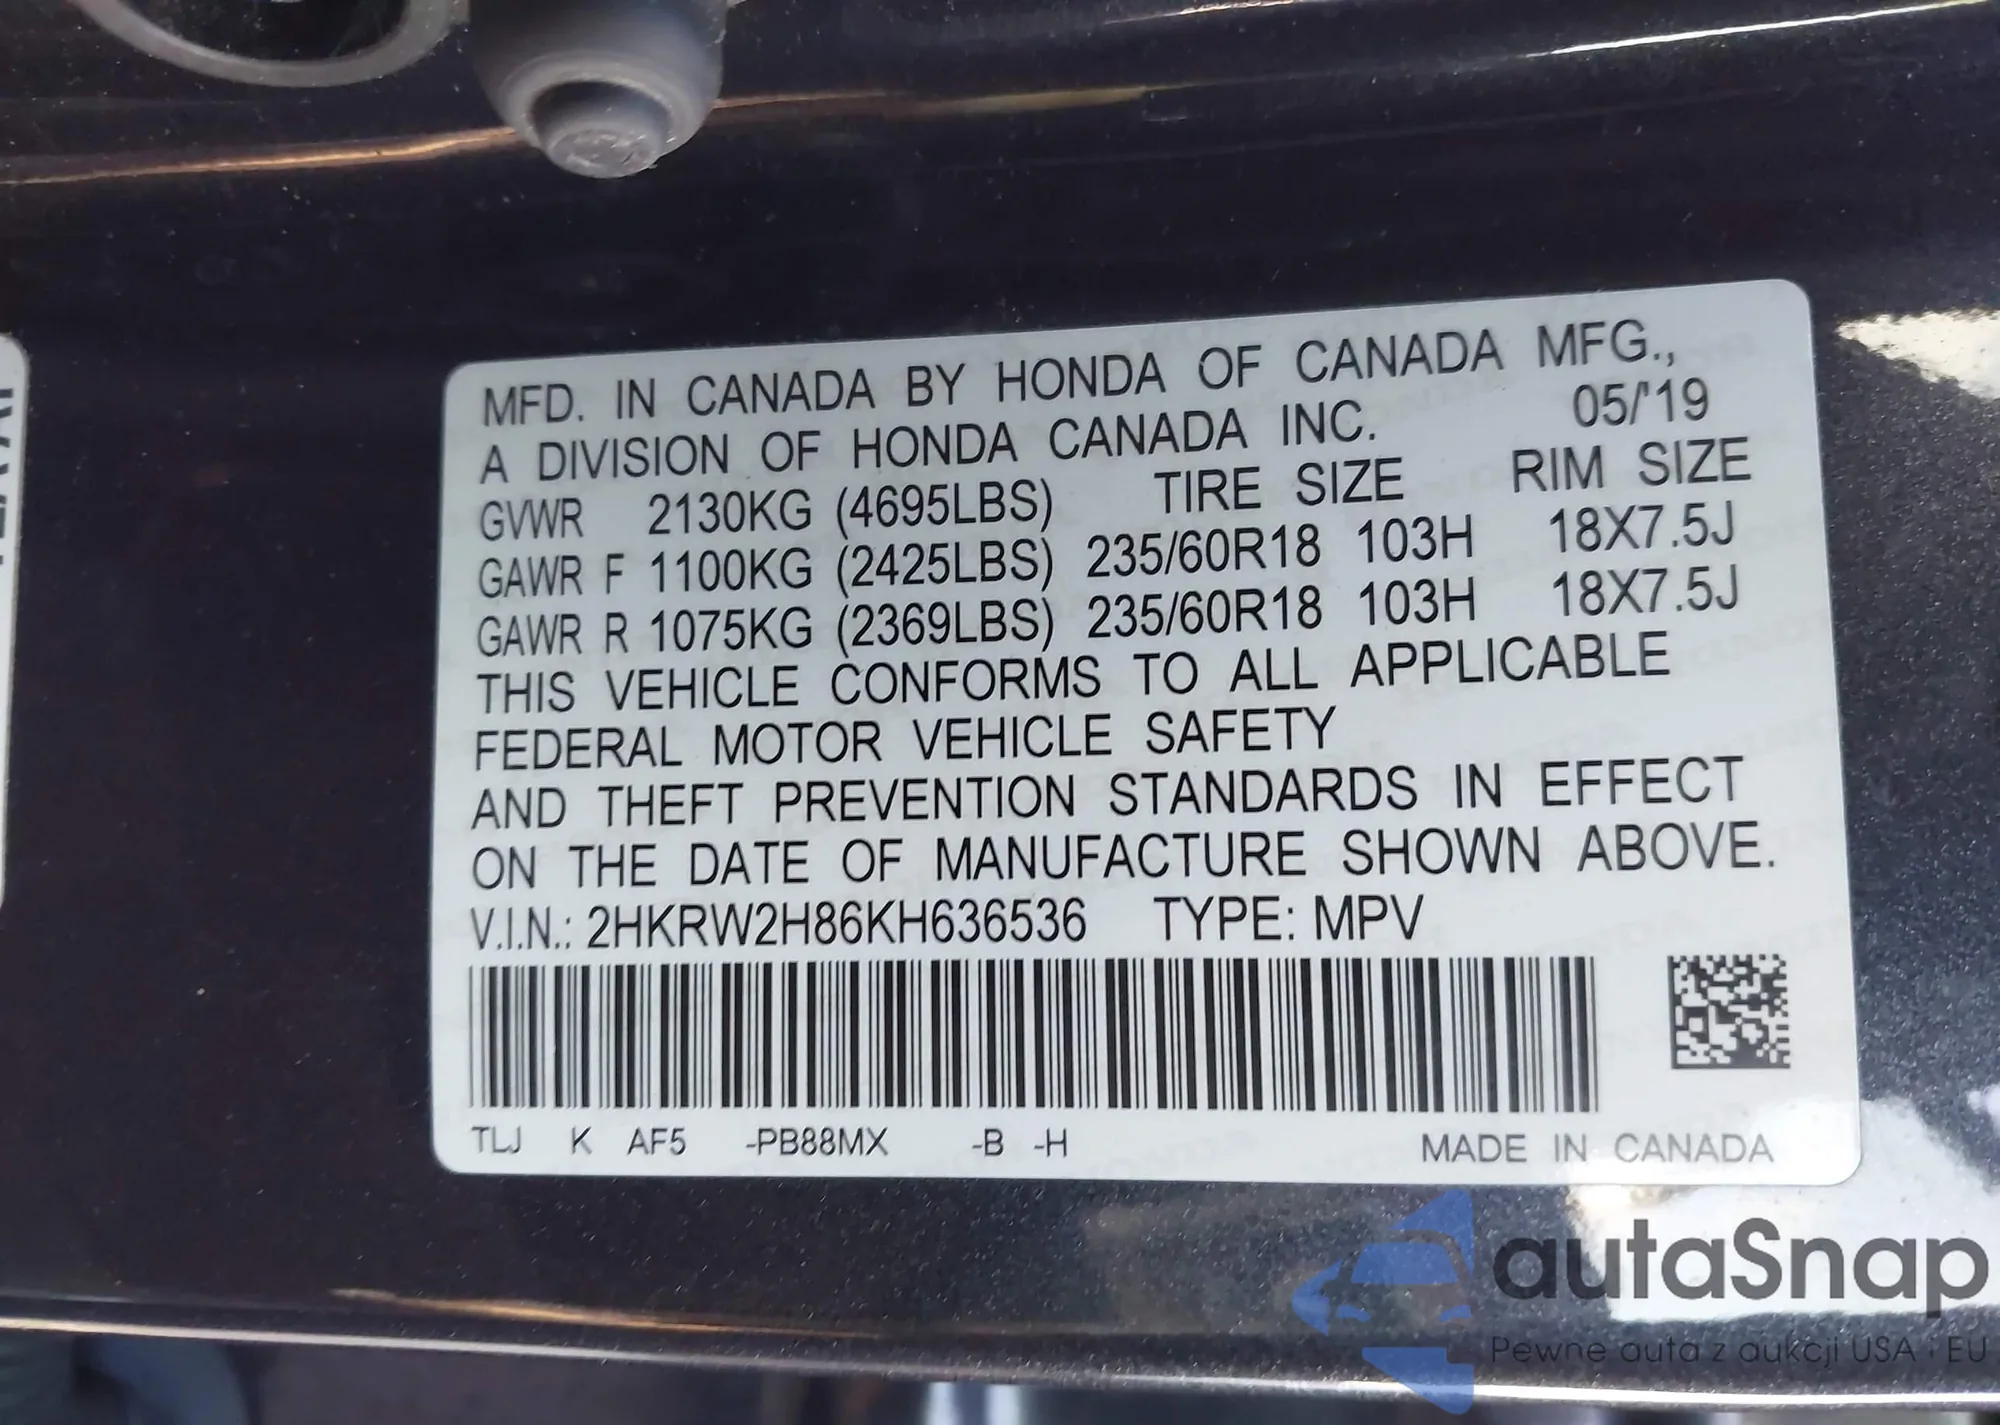 MFD. IN CANADA BY HONDA OF CANADA MFG.,
A DIVISION OF HONDA CANADA INC. 05/'19
GVWR 2130KG (4695LBS) TIRE SIZE RIM SIZE
GAWR F 1100KG (2425LBS) 235/60R18 103H 18X7.5J
GAWR R 1075KG (2369LBS) 235/60R18 103H 18X7.5J
THIS VEHICLE CONFORMS TO ALL APPLICABLE
FEDERAL MOTOR VEHICLE SAFETY
AND THEFT PREVENTION STANDARDS IN EFFECT
ON THE DATE OF MANUFACTURE SHOWN ABOVE.
V.I.N.: 2HKRW2H86KH636536 TYPE: MPV
TLJ K AF5 -PB88MX -B -H MADE IN CANADA
autaSnap
Pewne auta z aukcji USA i EU